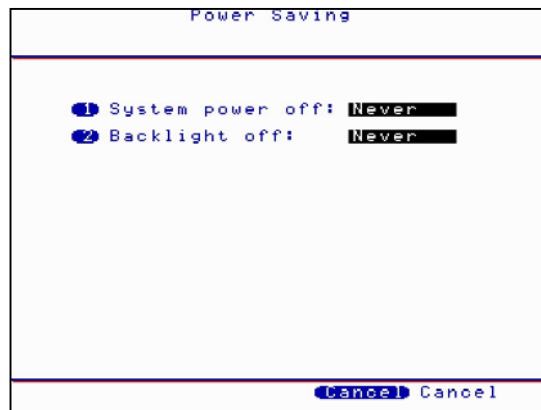 Power Saving
1 System power off: Never
2 Backlight off: Never
Cancel Cancel